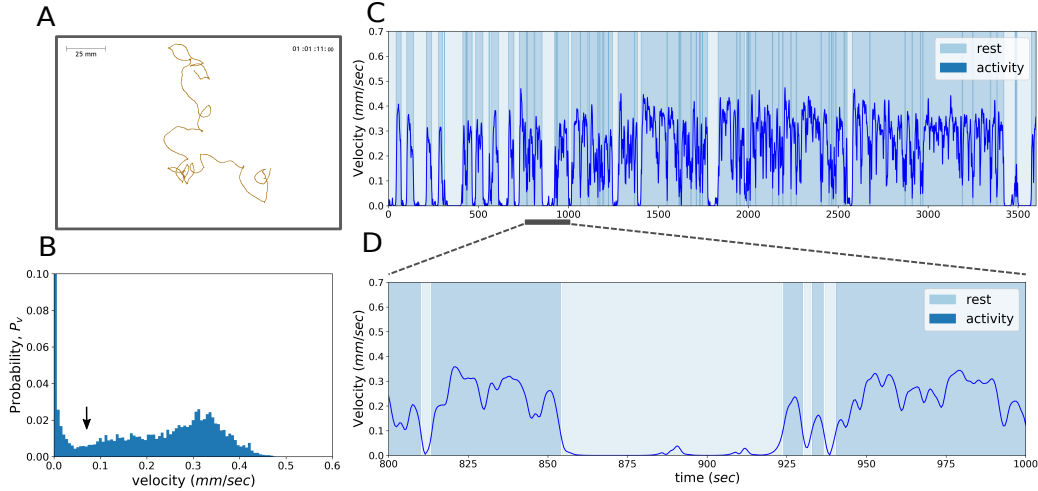 A
25 mm
01 :01 :11: 00
B
Probability, Pv
0.10
0.08
0.06
0.04
0.02
0.00
0.0 0.1 0.2 0.3 0.4 0.5 0.6
velocity (mm/sec)
C
Velocity (mm/sec)
0.7
0.6
0.5
0.4
0.3
0.2
0.1
0.0
rest
activity
0 500 1000 1500 2000 2500 3000 3500
D
Velocity (mm/sec)
0.7
0.6
0.5
0.4
0.3
0.2
0.1
0.0
rest
activity
800 825 850 875 900 925 950 975 1000
time (sec)